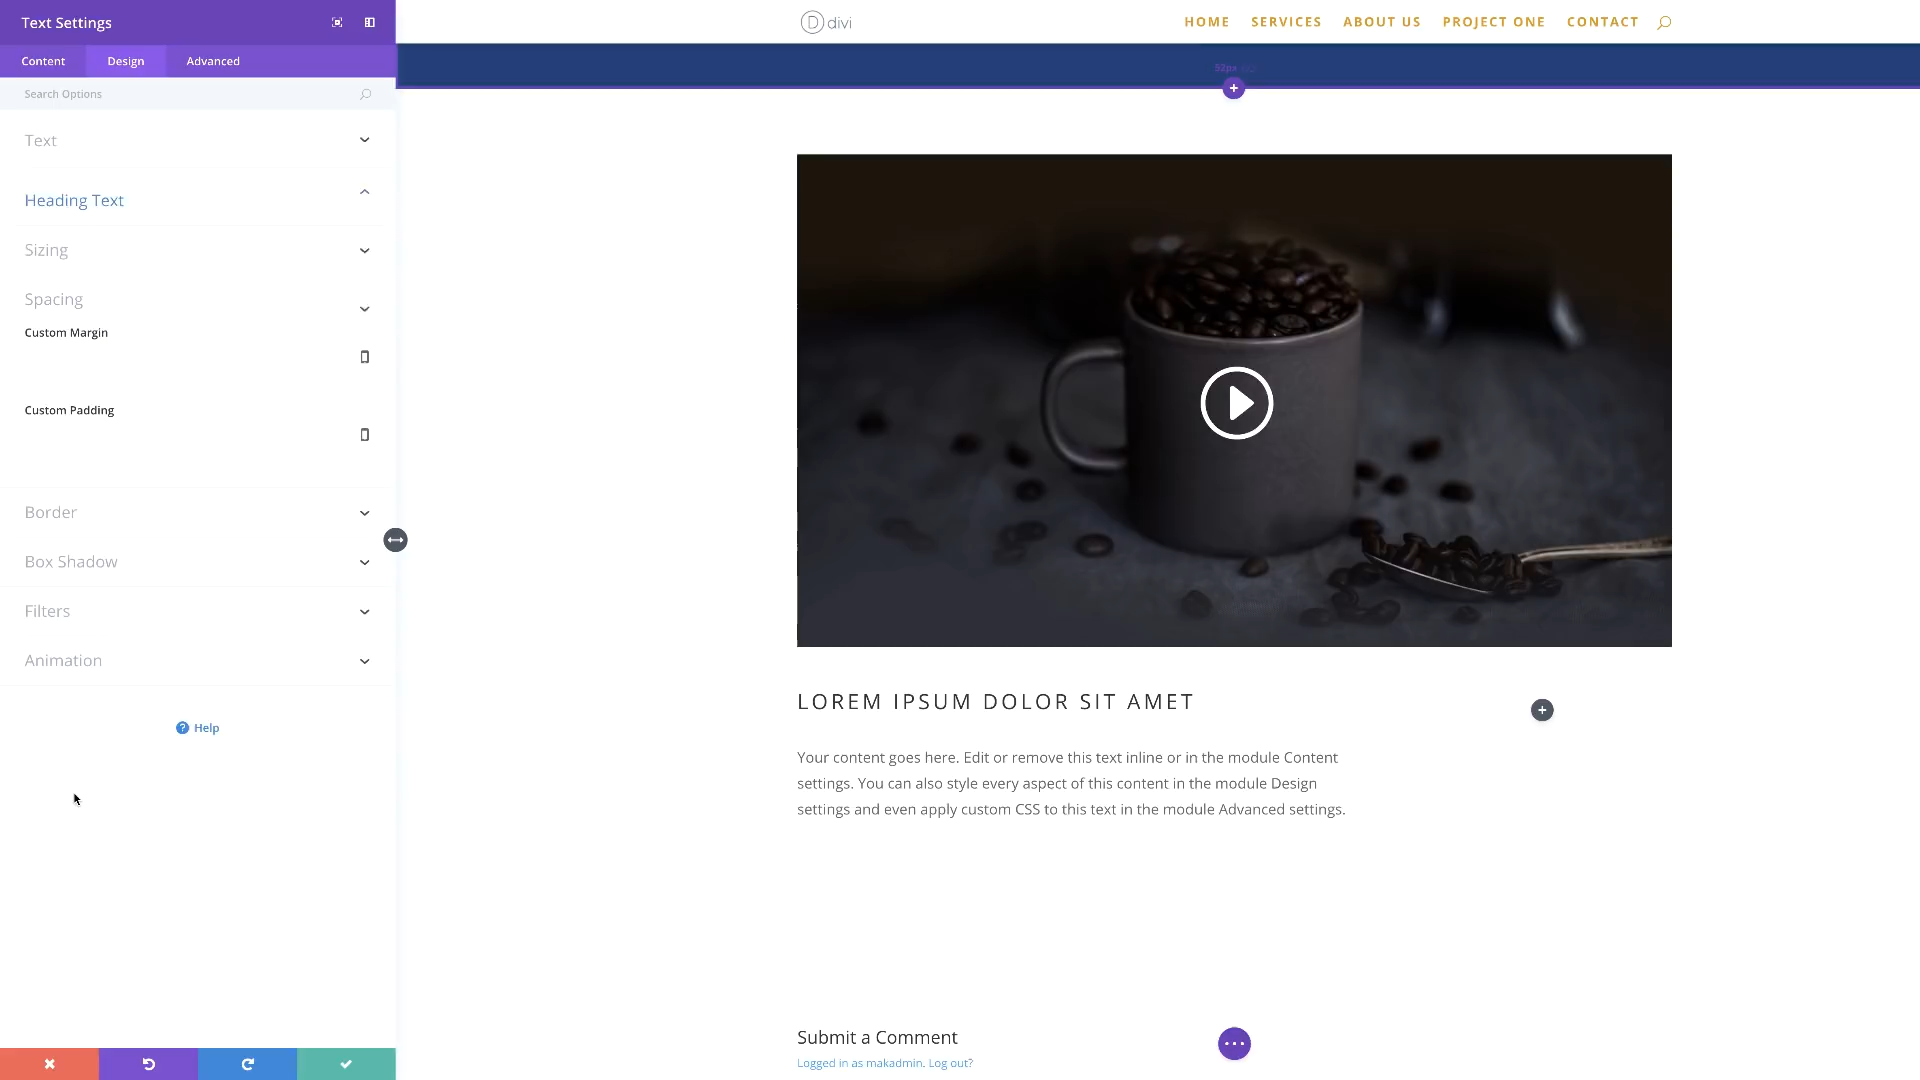 Text Settings
Content Design Advanced
Search Options
Text
Heading Text
Sizing
Spacing
Custom Margin
Custom Padding
Border
Box Shadow
Filters
Animation
? Help
D divi
HOME SERVICES ABOUT US PROJECT ONE CONTACT
52px
LOREM IPSUM DOLOR SIT AMET
Your content goes here. Edit or remove this text inline or in the module Content
settings. You can also style every aspect of this content in the module Design
settings and even apply custom CSS to this text in the module Advanced settings.
Submit a Comment
Logged in as makadmin. Log out?